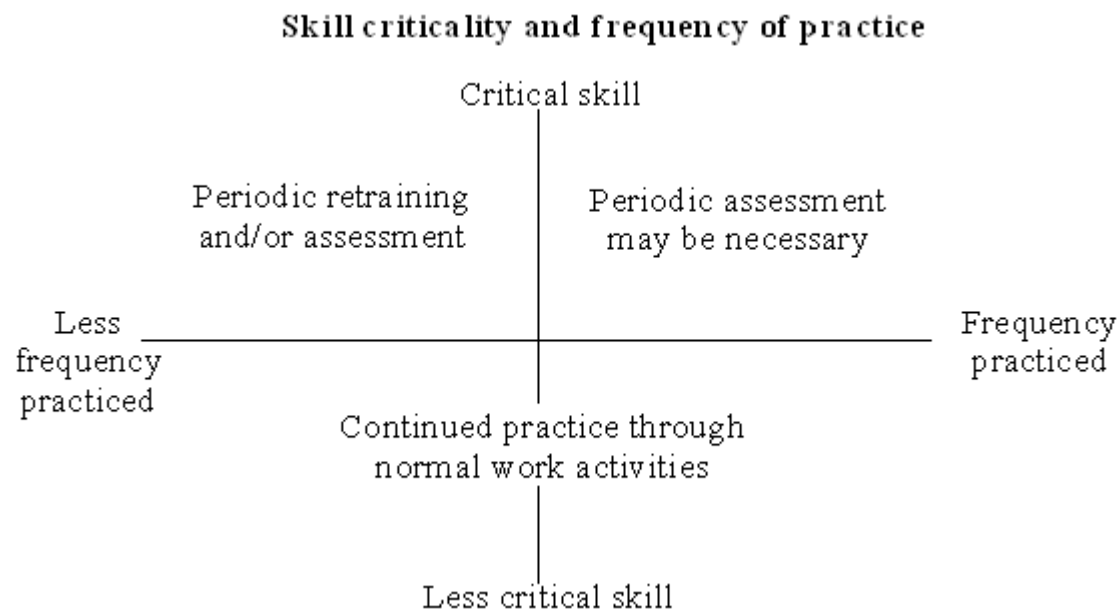 Skill criticality and frequency of practice
Critical skill
Periodic retraining
and/or assessment
Periodic assessment
may be necessary
Less
frequency
practiced
Frequency
practiced
Continued practice through
normal work activities
Less critical skill